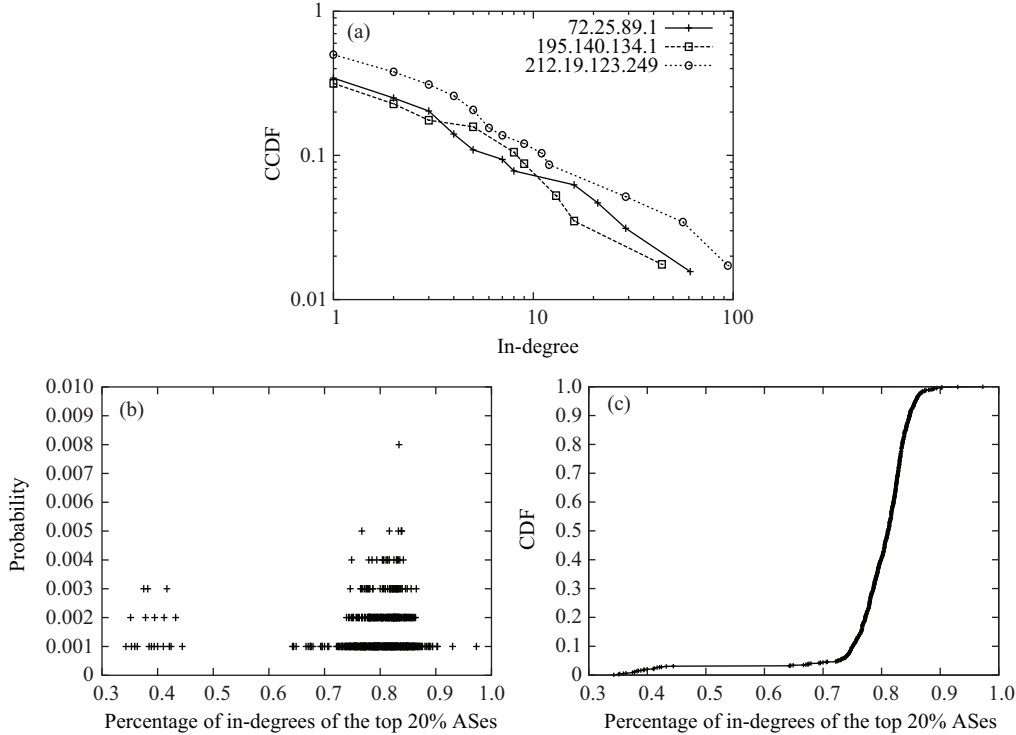 (a)
72.25.89.1
195.140.134.1
212.19.123.249
1
0.1
0.01
CCDF
1 10 100
In-degree
(b)
0.010
0.009
0.008
0.007
0.006
0.005
0.004
0.003
0.002
0.001
0
Probability
0.3 0.4 0.5 0.6 0.7 0.8 0.9 1.0
Percentage of in-degrees of the top 20% ASes
(c)
1.0
0.9
0.8
0.7
0.6
0.5
0.4
0.3
0.2
0.1
0
CDF
0.3 0.4 0.5 0.6 0.7 0.8 0.9 1.0
Percentage of in-degrees of the top 20% ASes